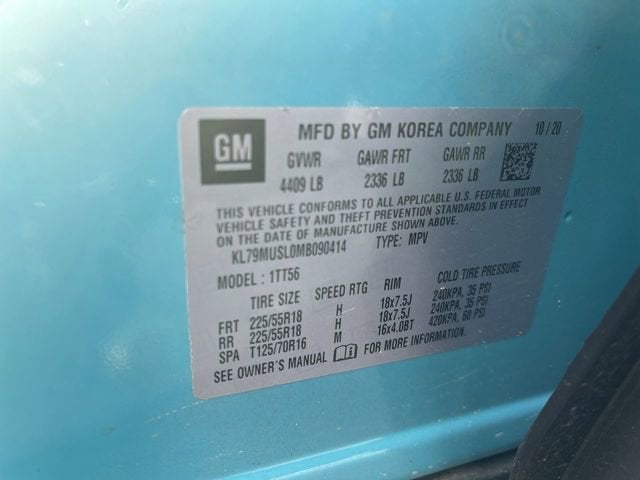 GM MFD BY GM KOREA COMPANY 10/20
GVWR GAWR FRT GAWR RR
4409 LB 2336 LB 2336 LB
THIS VEHICLE CONFORMS TO ALL APPLICABLE U.S. FEDERAL MOTOR
VEHICLE SAFETY AND THEFT PREVENTION STANDARDS IN EFFECT
ON THE DATE OF MANUFACTURE SHOWN ABOVE.
KL79MUSL0MB090414 TYPE: MPV
MODEL : 1TT56
TIRE SIZE SPEED RTG RIM COLD TIRE PRESSURE
FRT 225/55R18 H 18x7.5J 240KPA, 35 PSI
RR 225/55R18 H 18x7.5J 240KPA, 35 PSI
SPA T125/70R16 M 16x4.0BT 420KPA, 60 PSI
SEE OWNER'S MANUAL FOR MORE INFORMATION